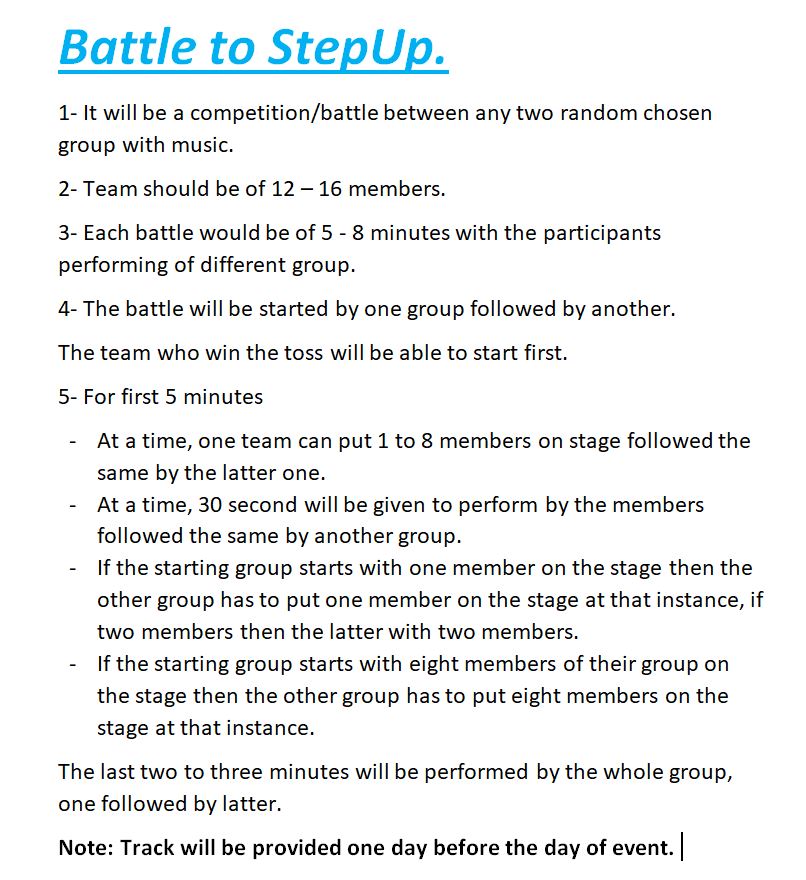 Battle to StepUp.
1- It will be a competition/battle between any two random chosen
group with music.
2- Team should be of 12 – 16 members.
3- Each battle would be of 5 - 8 minutes with the participants
performing of different group.
4- The battle will be started by one group followed by another.
The team who win the toss will be able to start first.
5- For first 5 minutes
- At a time, one team can put 1 to 8 members on stage followed the
same by the latter one.
- At a time, 30 second will be given to perform by the members
followed the same by another group.
- If the starting group starts with one member on the stage then the
other group has to put one member on the stage at that instance, if
two members then the latter with two members.
- If the starting group starts with eight members of their group on
the stage then the other group has to put eight members on the
stage at that instance.
The last two to three minutes will be performed by the whole group,
one followed by latter.
Note: Track will be provided one day before the day of event.